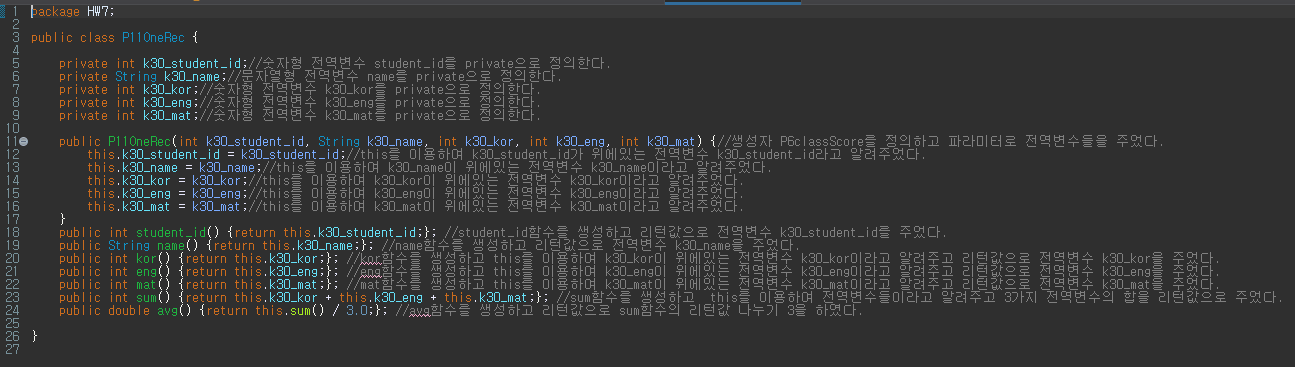 1 package HW7;
2
3 public class P11OneRec {
4
5 private int k30_student_id;//숫자형 전역변수 student_id를 private으로 정의한다.
6 private String k30_name;//문자열형 전역변수 name을 private으로 정의한다.
7 private int k30_kor;//숫자형 전역변수 k30_kor를 private으로 정의한다.
8 private int k30_eng;//숫자형 전역변수 k30_eng를 private으로 정의한다.
9 private int k30_mat;//숫자형 전역변수 k30_mat를 private으로 정의한다.
10
11 public P11OneRec(int k30_student_id, String k30_name, int k30_kor, int k30_eng, int k30_mat) {//생성자 P6classScore을 정의하고 파라미터로 전역변수들을 주었다.
12 this.k30_student_id = k30_student_id;//this를 이용하여 k30_student_id가 위에있는 전역변수 k30_student_id라고 알려주었다.
13 this.k30_name = k30_name;//this를 이용하여 k30_name이 위에있는 전역변수 k30_name이라고 알려주었다.
14 this.k30_kor = k30_kor;//this를 이용하여 k30_kor이 위에있는 전역변수 k30_kor이라고 알려주었다.
15 this.k30_eng = k30_eng;//this를 이용하여 k30_eng이 위에있는 전역변수 k30_eng이라고 알려주었다.
16 this.k30_mat = k30_mat;//this를 이용하여 k30_mat이 위에있는 전역변수 k30_mat이라고 알려주었다.
17 }
18 public int student_id() {return this.k30_student_id;}; //student_id함수를 생성하고 리턴값으로 전역변수 k30_student_id를 주었다.
19 public String name() {return this.k30_name;}; //name함수를 생성하고 리턴값으로 전역변수 k30_name을 주었다.
20 public int kor() {return this.k30_kor;}; //kor함수를 생성하고 this를 이용하여 k30_kor이 위에있는 전역변수 k30_kor이라고 알려주고 리턴값으로 전역변수 k30_kor을 주었다.
21 public int eng() {return this.k30_eng;}; //eng함수를 생성하고 this를 이용하여 k30_eng이 위에있는 전역변수 k30_eng이라고 알려주고 리턴값으로 전역변수 k30_eng을 주었다.
22 public int mat() {return this.k30_mat;}; //mat함수를 생성하고 this를 이용하여 k30_mat이 위에있는 전역변수 k30_mat이라고 알려주고 리턴값으로 전역변수 k30_mat을 주었다.
23 public int sum() {return this.k30_kor + this.k30_eng + this.k30_mat;}; //sum함수를 생성하고  this를 이용하여 전역변수들이라고 알려주고 3가지 전역변수의 합을 리턴값으로 주었다.
24 public double avg() {return this.sum() / 3.0;}; //avg함수를 생성하고 리턴값으로 sum함수의 리턴값 나누기 3를 하였다.
25
26 }
27